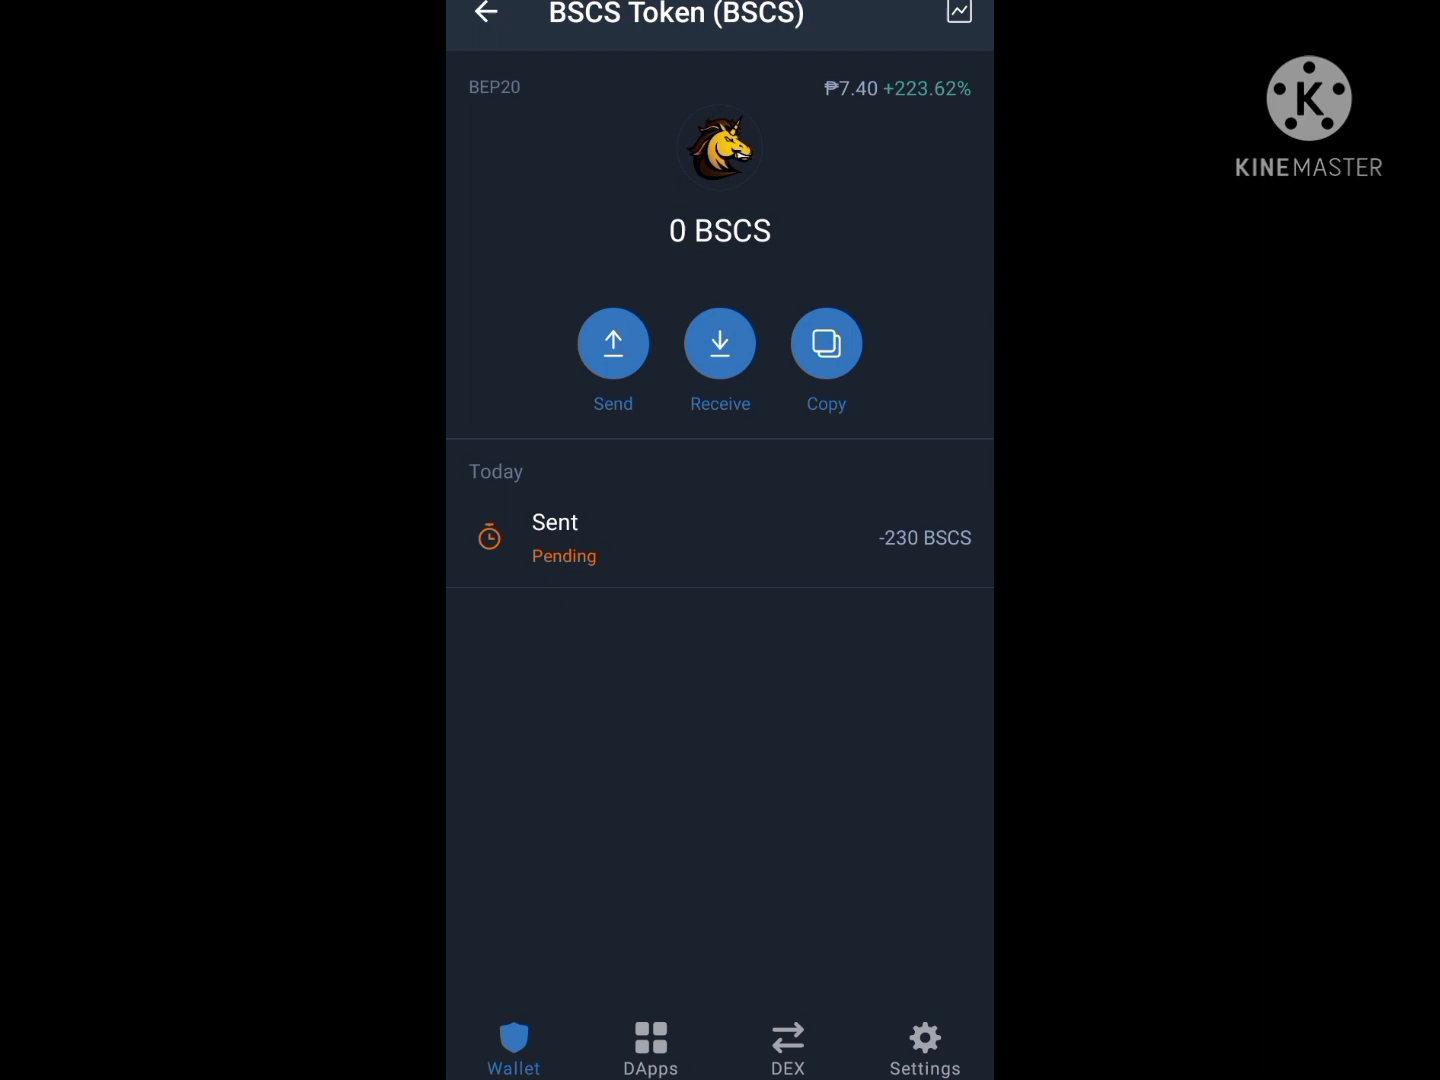 BSCS Token (BSCS)
BEP20
₱7.40 +223.62%
0 BSCS
Send
Receive
Copy
Today
Sent
Pending
-230 BSCS
Wallet
DApps
DEX
Settings
K
KINEMASTER